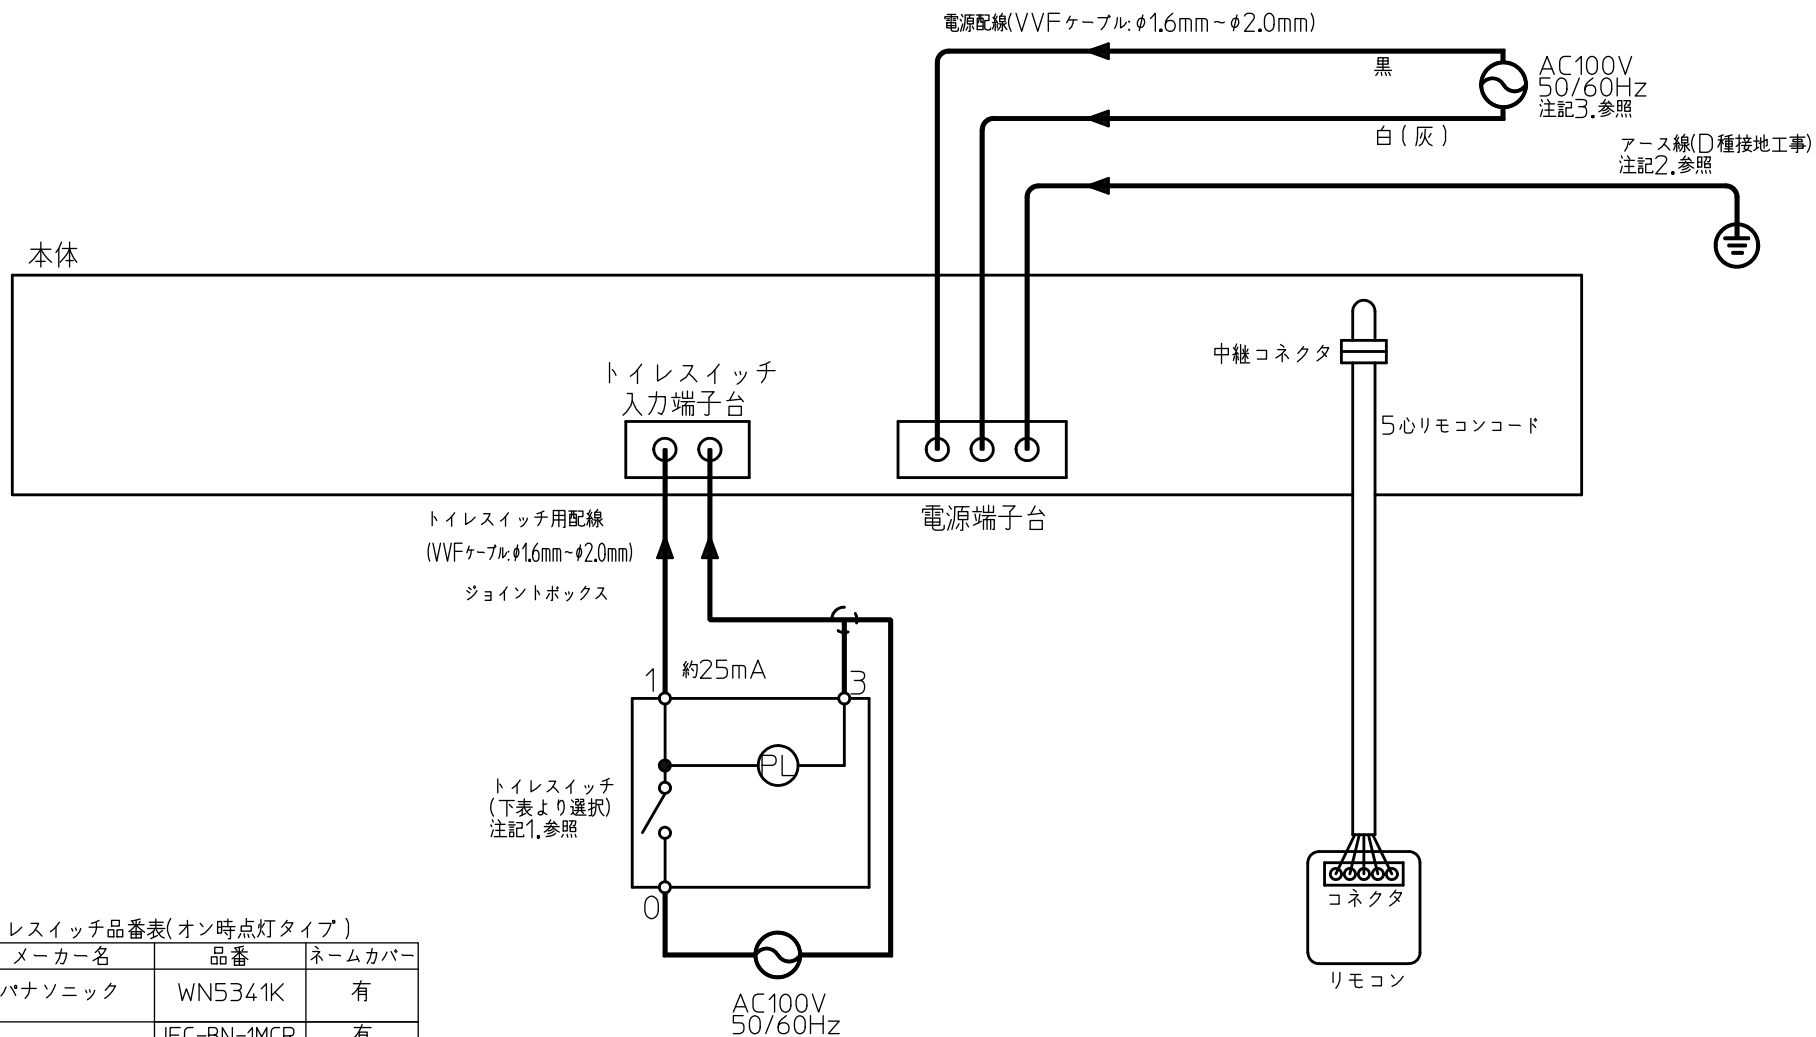 電源配線(VVFケーブル:φ1.6mm~φ2.0mm)
黒
AC100V
50/60Hz
注記3.参照
白(灰)
アース線(D種接地工事)
注記2.参照
本体
トイレスイッチ
入力端子台
中継コネクタ
5心リモコンコード
電源端子台
トイレスイッチ用配線
(VVFケーブル:φ1.6mm~φ2.0mm)
ジョイントボックス
1
約25mA
3
PL
トイレスイッチ
(下表より選択)
注記1.参照
0
コネクタ
リモコン
AC100V
50/60Hz
レスイッチ品番表(オン時点灯タイプ)
メーカー名 品番 ネームカバー
パナソニック WN5341K 有
JEC-BN-1MCR 有